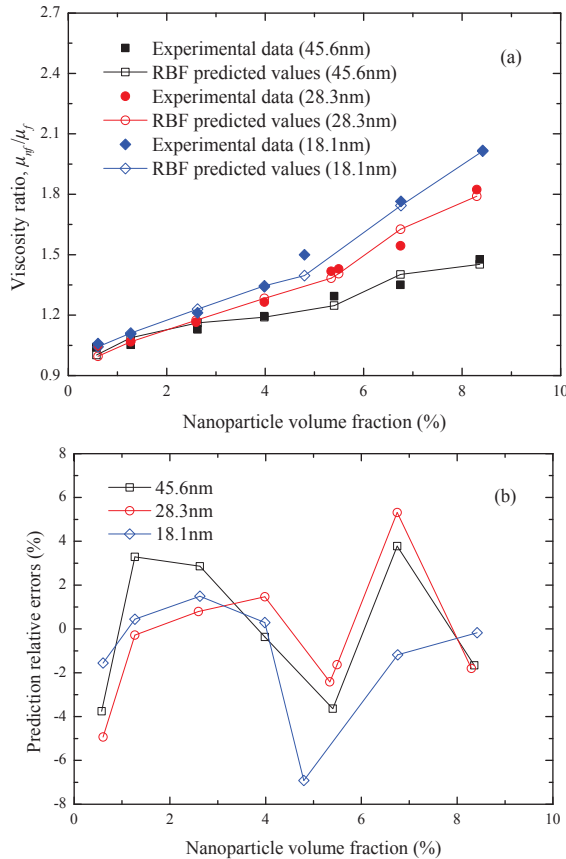 2.7
2.4
2.1
1.8
1.5
1.2
0.9
Viscosity ratio, μnf/μf
Experimental data (45.6nm)
RBF predicted values (45.6nm)
Experimental data (28.3nm)
RBF predicted values (28.3nm)
Experimental data (18.1nm)
RBF predicted values (18.1nm)
(a)
0 2 4 6 8 10
Nanoparticle volume fraction (%)
8
6
4
2
0
-2
-4
-6
-8
Prediction relative errors (%)
45.6nm
28.3nm
18.1nm
(b)
0 2 4 6 8 10
Nanoparticle volume fraction (%)